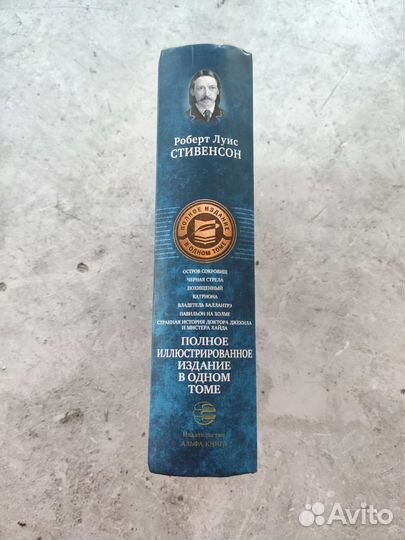 Роберт Луис
СТИВЕНСОН
ПОЛНОЕ ИЗДАНИЕ
В ОДНОМ ТОМЕ
ОСТРОВ СОКРОВИЩ
ЧЕРНАЯ СТРЕЛА
ПОХИЩЕННЫЙ
КАТРИОНА
ВЛАДЕТЕЛЬ БАЛЛАНТРЭ
ПАВИЛЬОН НА ХОЛМЕ
СТРАННАЯ ИСТОРИЯ ДОКТОРА ДЖЕКИЛА
И МИСТЕРА ХАЙДА
ПОЛНОЕ
ИЛЛЮСТРИРОВАННОЕ
ИЗДАНИЕ
В ОДНОМ
ТОМЕ
Издательство
АЛЬФА-КНИГА
Avito